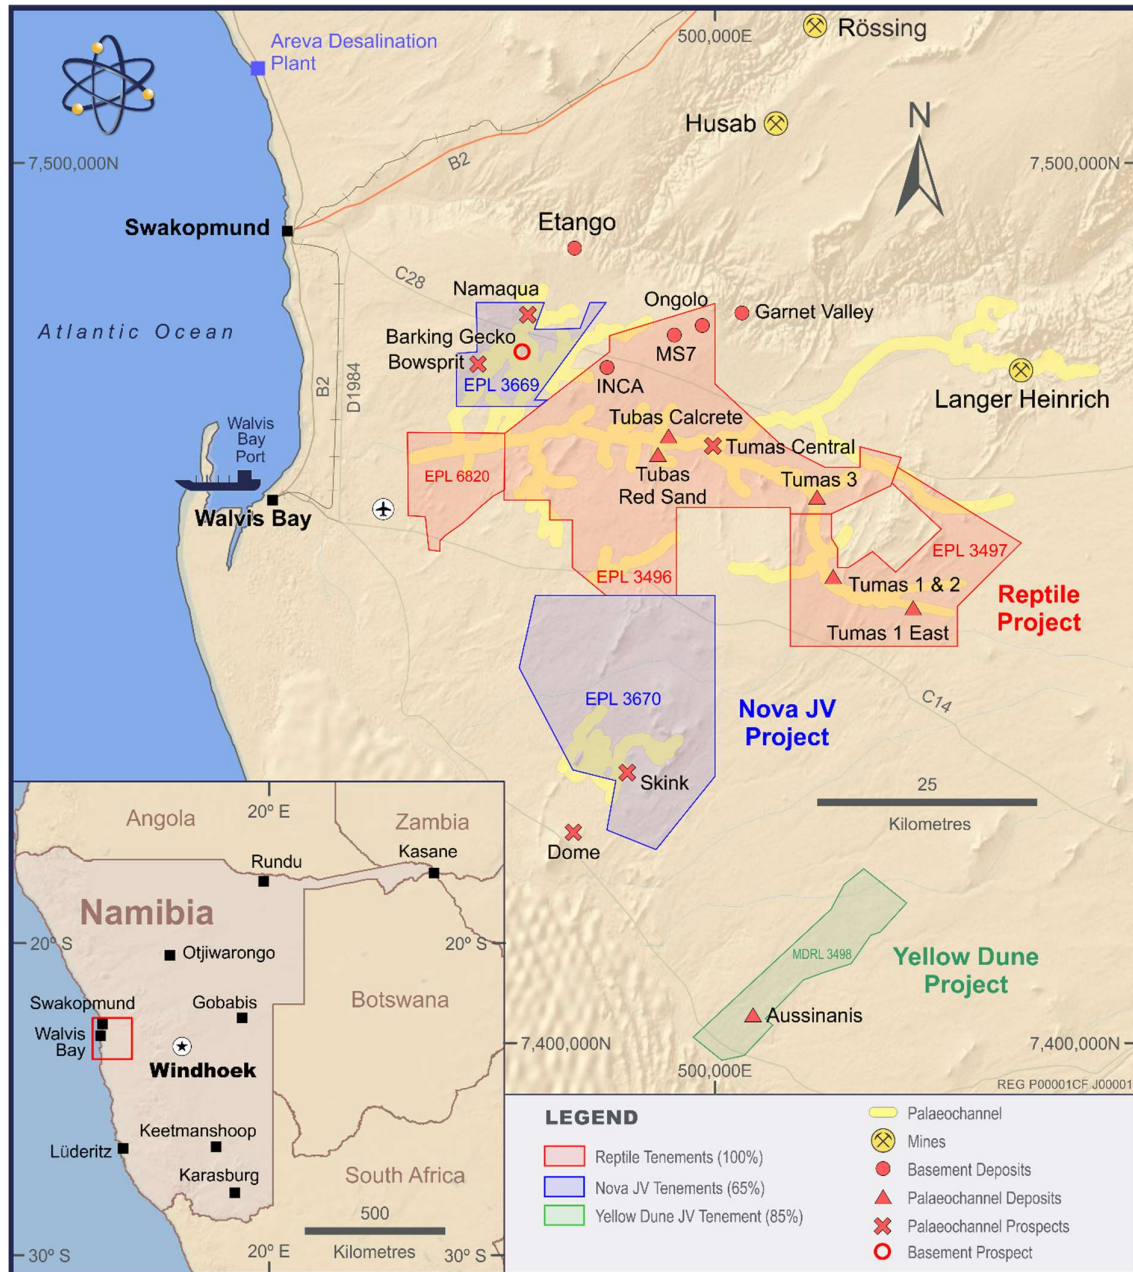 Areva Desalination
Plant
500,000E
Rössing
Husab
N
7,500,000N
7,500,000N
B2
Swakopmund
Etango
C28
Namaqua
Ongolo
Garnet Valley
Atlantic Ocean
Barking Gecko
MS7
Bowsprit
B2
D1984
EPL 3669
INCA
Langer Heinrich
Tubas Calcrete
Walvis
Bay
Port
Tumas Central
EPL 6820
Tubas
Red Sand
Tumas 3
Walvis Bay
EPL 3497
EPL 3496
Tumas 1 & 2
Reptile
Project
Tumas 1 East
EPL 3670
C14
Nova JV
Project
Skink
25
Kilometres
Dome
MDRL 3498
Yellow Dune
Project
Aussinanis
7,400,000N
7,400,000N
500,000E
REG P00001CF J00001
20° E
Angola
Zambia
Rundu
Kasane
Namibia
20° S
20° S
Otjiwarongo
Swakopmund
Gobabis
Botswana
Walvis
Bay
Windhoek
Keetmanshoop
Lüderitz
Karasburg
South Africa
500
Kilometres
30° S
20° E
30° S
LEGEND
Reptile Tenements (100%)
Nova JV Tenements (65%)
Yellow Dune JV Tenement (85%)
Palaeochannel
Mines
Basement Deposits
Palaeochannel Deposits
Palaeochannel Prospects
Basement Prospect